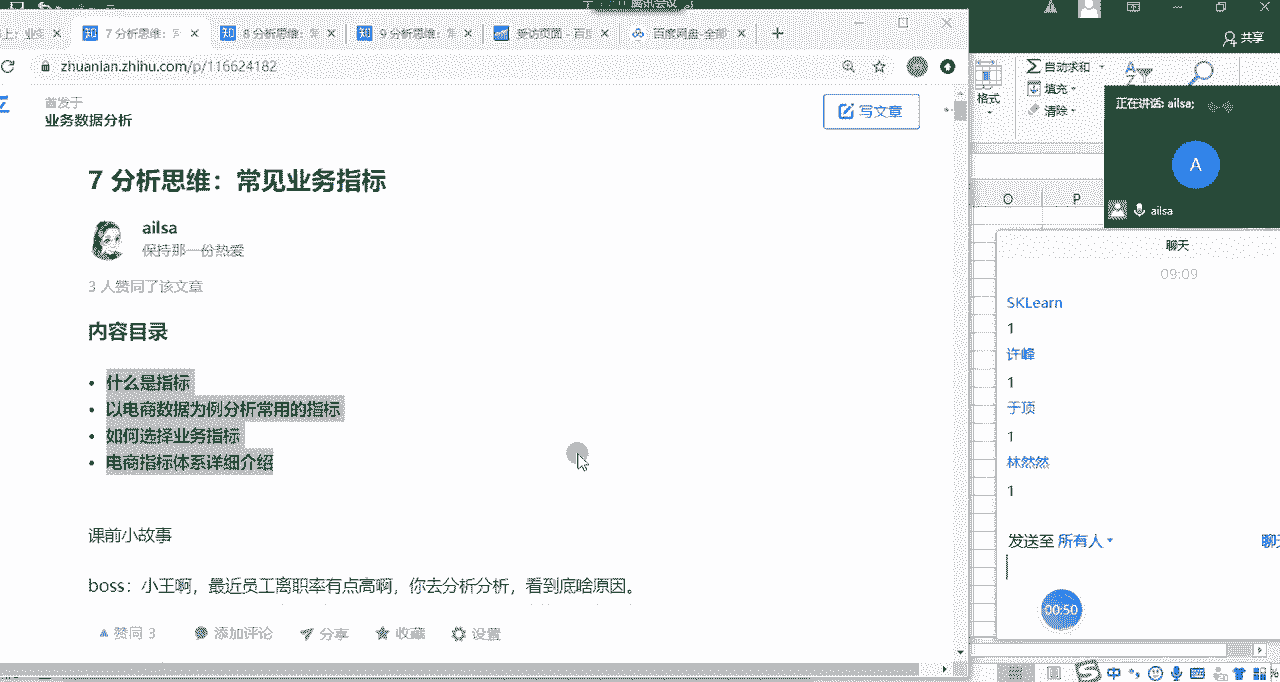 腾讯会议
7 分析思维：常
8 分析思维：常
9 分析思维：常
受访页面 - 百度
百度网盘-全部
zhuanlan.zhihu.com/p/116624182
首发于
业务数据分析
写文章
7 分析思维：常见业务指标
ailsa
保持那一份热爱
3 人赞同了该文章
内容目录
• 什么是指标
• 以电商数据为例分析常用的指标
• 如何选择业务指标
• 电商指标体系详细介绍
课前小故事
boss：小王啊，最近员工离职率有点高啊，你去分析分析，看到底啥原因。
赞同 3
添加评论
分享
收藏
设置
共享
格式
自动求和
填充
清除
正在讲话: ailsa;
A
ailsa
O
P
聊天
09:09
SKLearn
1
许峰
1
于顶
1
林然然
1
发送至 所有人
聊天
00:50
中